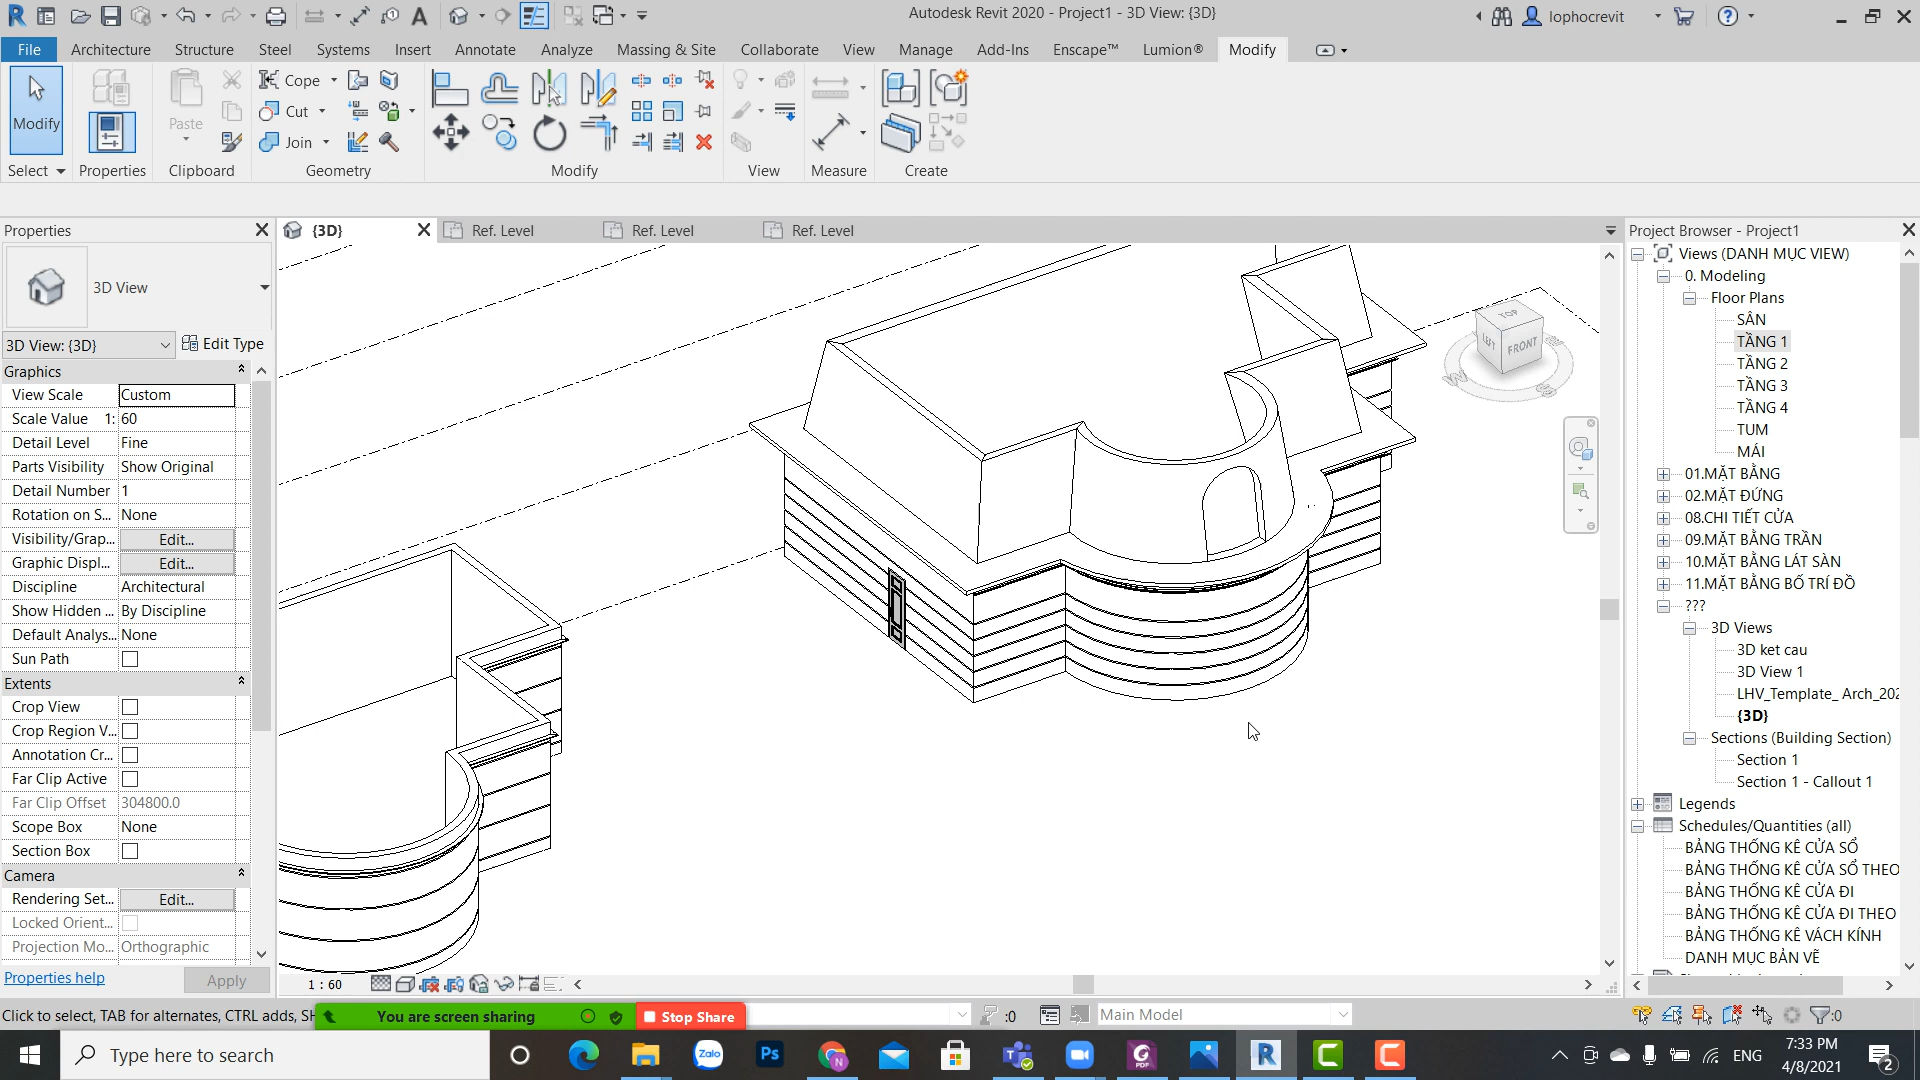 Autodesk Revit 2020 - Project1 - 3D View: {3D}
lophocrevit
File Architecture Structure Steel Systems Insert Annotate Analyze Massing & Site Collaborate View Manage Add-Ins Enscape™ Lumion® Modify
Modify
Paste
Cope
Cut
Join
Select Properties Clipboard Geometry Modify View Measure Create
Properties
3D View
3D View: {3D}
Edit Type
Graphics
View Scale Custom
Scale Value 1: 60
Detail Level Fine
Parts Visibility Show Original
Detail Number 1
Rotation on S... None
Visibility/Grap... Edit...
Graphic Displ... Edit...
Discipline Architectural
Show Hidden ... By Discipline
Default Analys... None
Sun Path
Extents
Crop View
Crop Region V...
Annotation Cr...
Far Clip Active
Far Clip Offset 304800.0
Scope Box None
Section Box
Camera
Rendering Set... Edit...
Locked Orient...
Projection Mo... Orthographic
Properties help
Apply
{3D}
Ref. Level
Ref. Level
Ref. Level
TOP
LEFT
FRONT
W
S
1 : 60
Project Browser - Project1
Views (DANH MỤC VIEW)
0. Modeling
Floor Plans
SÂN
TẦNG 1
TẦNG 2
TẦNG 3
TẦNG 4
TUM
MÁI
01.MẶT BẰNG
02.MẶT ĐỨNG
08.CHI TIẾT CỬA
09.MẶT BẰNG TRẦN
10.MẶT BẰNG LÁT SÀN
11.MẶT BẰNG BỐ TRÍ ĐỒ
???
3D Views
3D ket cau
3D View 1
LHV_Template_ Arch_202
{3D}
Sections (Building Section)
Section 1
Section 1 - Callout 1
Legends
Schedules/Quantities (all)
BẢNG THỐNG KÊ CỬA SỔ
BẢNG THỐNG KÊ CỬA SỔ THEO
BẢNG THỐNG KÊ CỬA ĐI
BẢNG THỐNG KÊ CỬA ĐI THEO
BẢNG THỐNG KÊ VÁCH KÍNH
DANH MỤC BẢN VẼ
Click to select, TAB for alternates, CTRL adds, SH
You are screen sharing
Stop Share
:0
Main Model
:0
Type here to search
Zalo
Ps
ENG
7:33 PM
4/8/2021
2